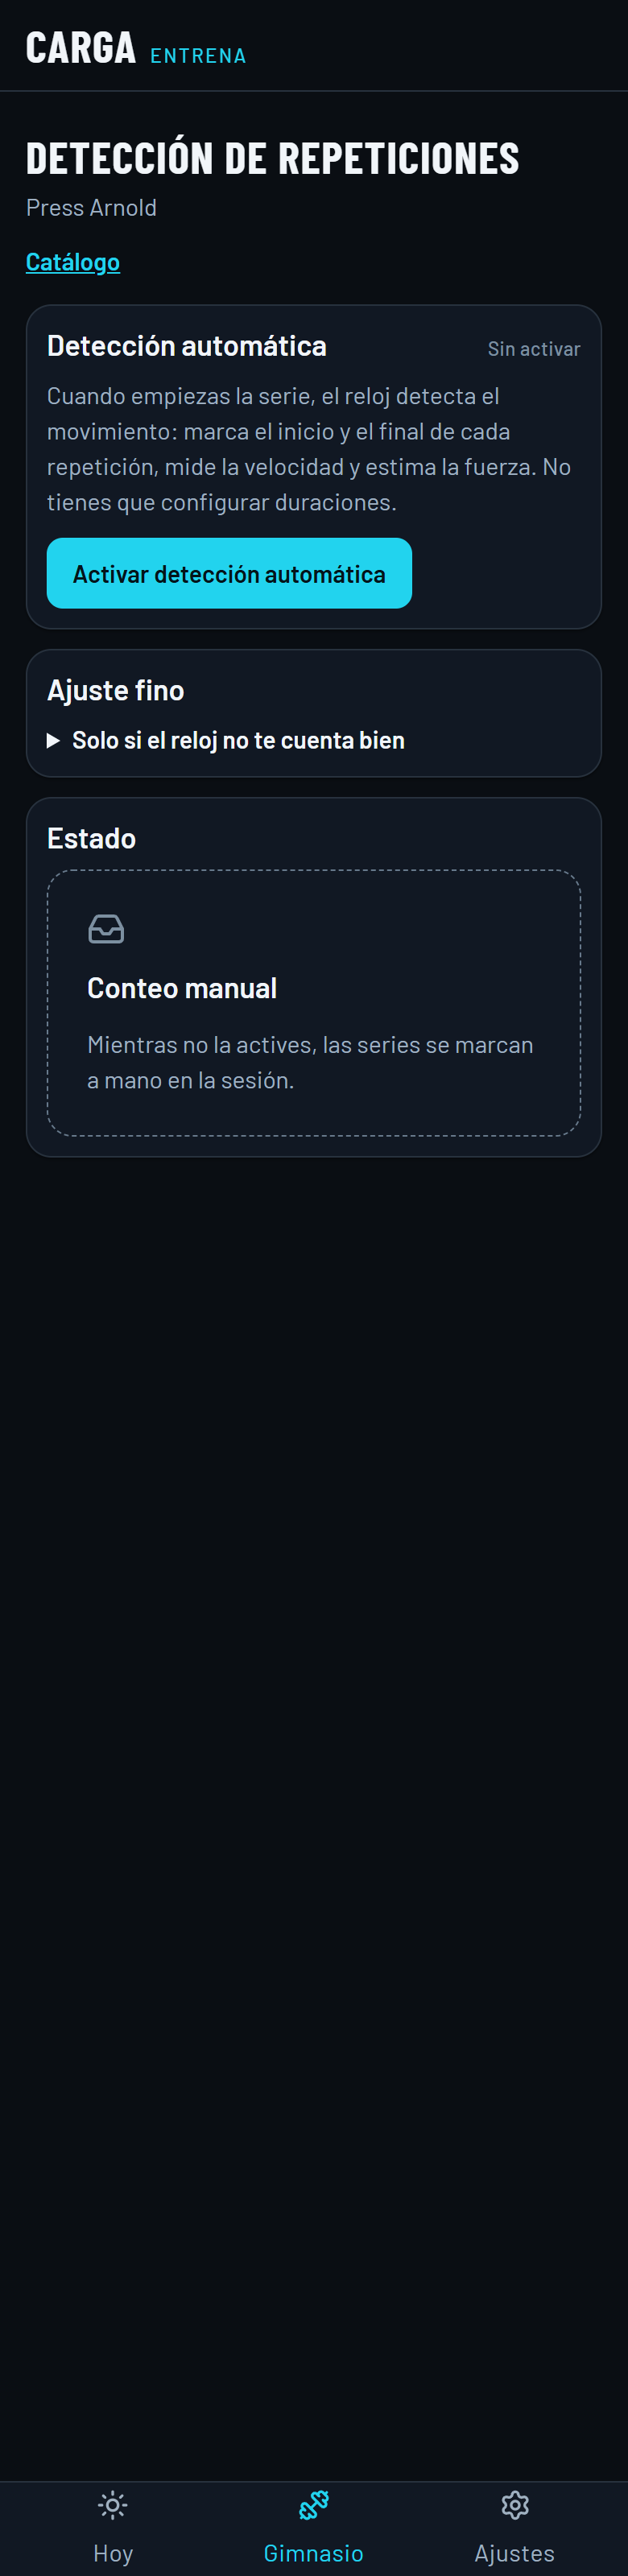 CARGA ENTRENA
DETECCIÓN DE REPETICIONES
Press Arnold
Catálogo
Detección automática
Sin activar
Cuando empiezas la serie, el reloj detecta el
movimiento: marca el inicio y el final de cada
repetición, mide la velocidad y estima la fuerza. No
tienes que configurar duraciones.
Activar detección automática
Ajuste fino
Solo si el reloj no te cuenta bien
Estado
Conteo manual
Mientras no la actives, las series se marcan
a mano en la sesión.
Hoy
Gimnasio
Ajustes